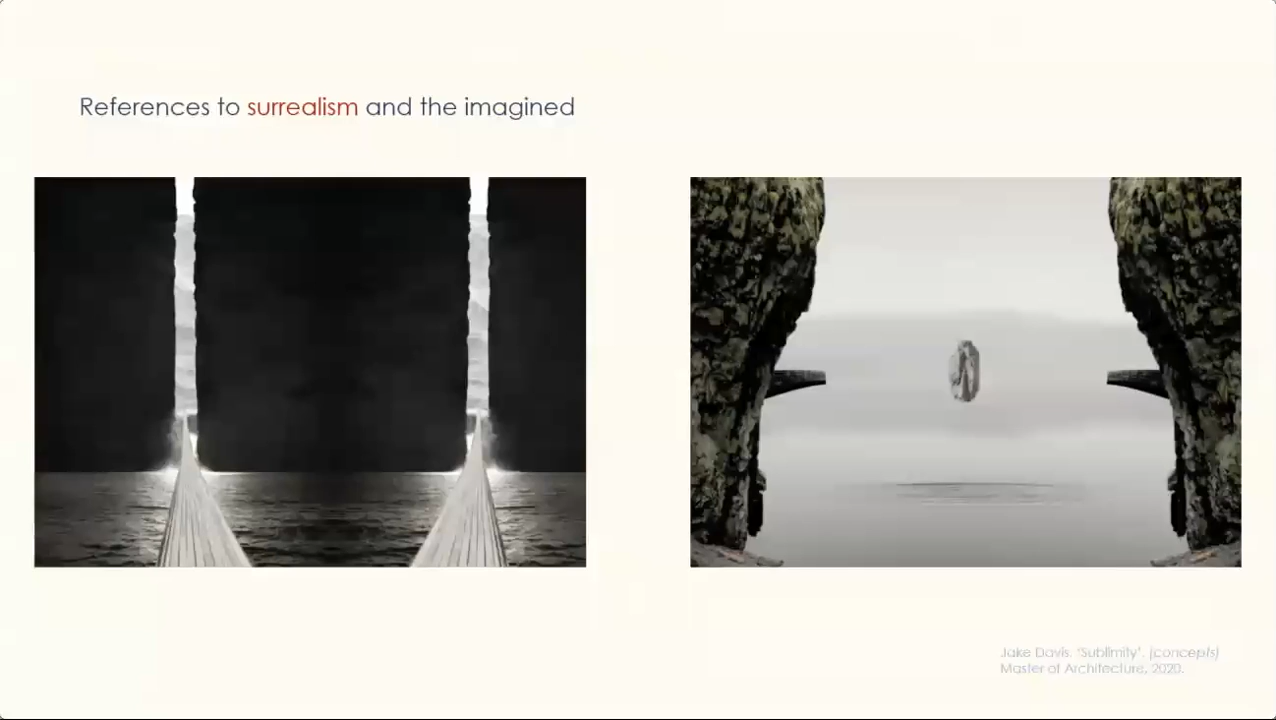 References to surrealism and the imagined
Jake Davis. ‘Sublimity’. (concepts)
Master of Architecture, 2020.